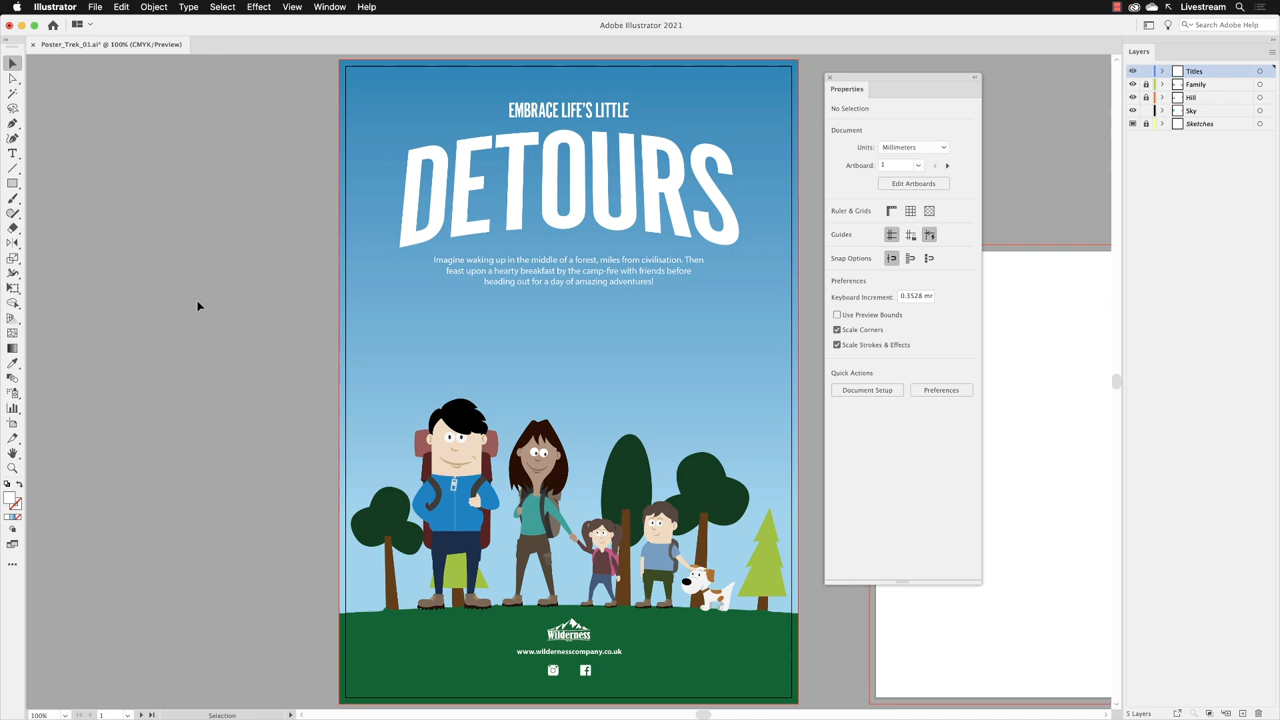 Illustrator File Edit Object Type Select Effect View Window Help
Livestream
Adobe Illustrator 2021
Search Adobe Help
Poster_Trek_01.ai* @ 100% (CMYK/Preview)
Layers
Titles
Family
Hill
Sky
Sketches
Properties
No Selection
Document
Units: Millimeters
Artboard: 1
Edit Artboards
Ruler & Grids
Guides
Snap Options
Preferences
Keyboard Increment: 0.3528 mr
Use Preview Bounds
Scale Corners
Scale Strokes & Effects
Quick Actions
Document Setup Preferences
EMBRACE LIFE'S LITTLE
DETOURS
Imagine waking up in the middle of a forest, miles from civilisation. Then
feast upon a hearty breakfast by the camp-fire with friends before
heading out for a day of amazing adventures!
Wilderness
www.wildernesscompany.co.uk
100% 1 Selection
5 Layers